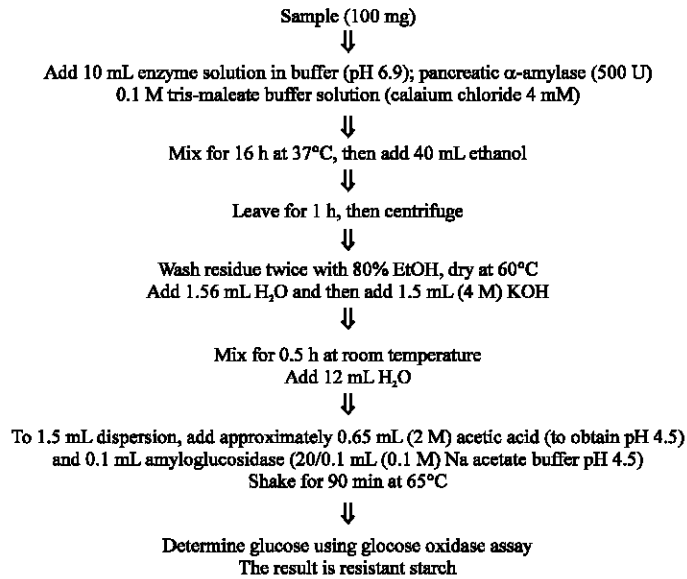 Sample (100 mg)
⇓
Add 10 mL enzyme solution in buffer (pH 6.9); pancreatic α-amylase (500 U)
0.1 M tris-maleate buffer solution (calaium chloride 4 mM)
⇓
Mix for 16 h at 37°C, then add 40 mL ethanol
⇓
Leave for 1 h, then centrifuge
⇓
Wash residue twice with 80% EtOH, dry at 60°C
Add 1.56 mL H₂O and then add 1.5 mL (4 M) KOH
⇓
Mix for 0.5 h at room temperature
Add 12 mL H₂O
⇓
To 1.5 mL dispersion, add approximately 0.65 mL (2 M) acetic acid (to obtain pH 4.5)
and 0.1 mL amyloglucosidase (20/0.1 mL (0.1 M) Na acetate buffer pH 4.5)
Shake for 90 min at 65°C
⇓
Determine glucose using glocose oxidase assay
The result is resistant starch